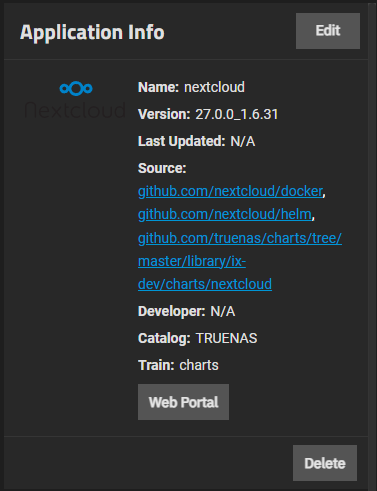 Application Info
Edit
Nextcloud
Name: nextcloud
Version: 27.0.0_1.6.31
Last Updated: N/A
Source:
github.com/nextcloud/docker,
github.com/nextcloud/helm,
github.com/truenas/charts/tree/
master/library/ix-
dev/charts/nextcloud
Developer: N/A
Catalog: TRUENAS
Train: charts
Web Portal
Delete